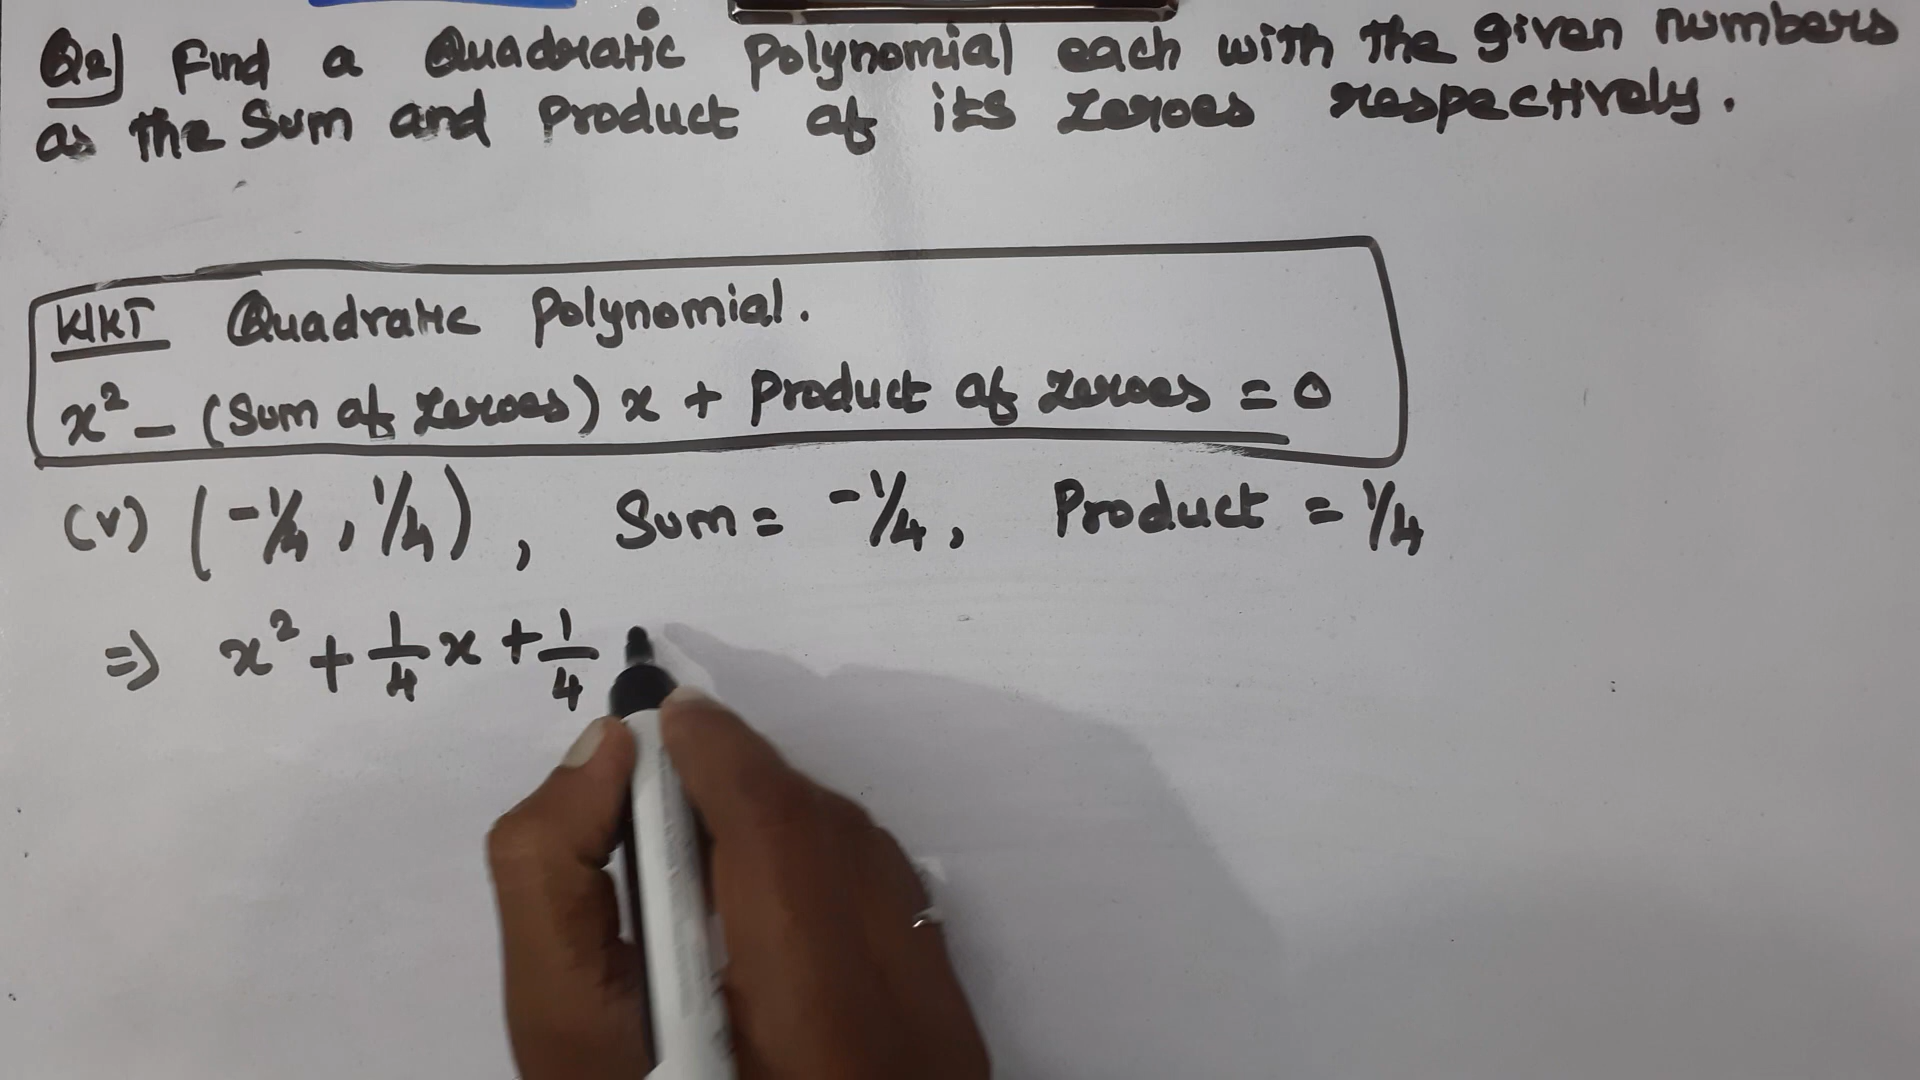 Q2) Find a Quadratic Polynomial each with the given numbers
as the Sum and Product of its zeroes respectively.
WKT Quadratic Polynomial.
x² - (Sum of zeroes) x + Product of zeroes = 0
(v) (-1/4, 1/4), Sum = -1/4, Product = 1/4
⇒ x² + 1/4 x + 1/4